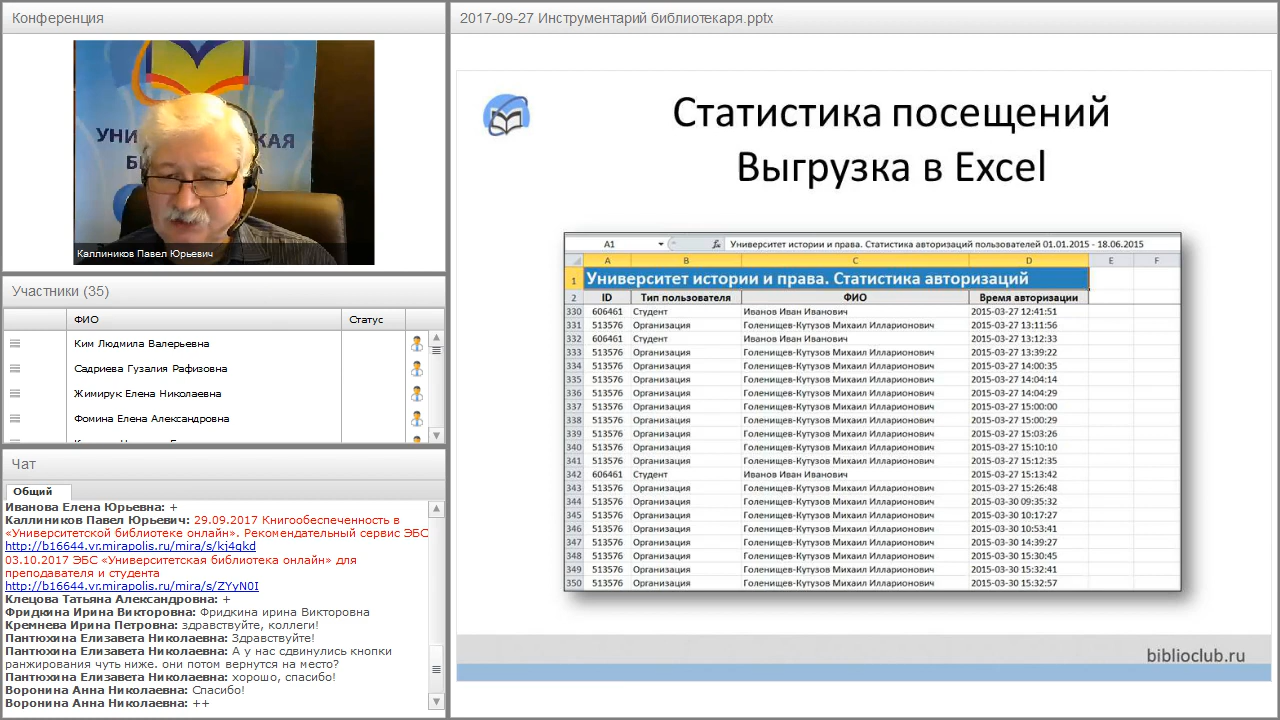 Конференция
УНИ
КАЯ
Каллиников Павел Юрьевич
Участники (35)
ФИО
Статус
Ким Людмила Валерьевна
Садриева Гузалия Рафизовна
Жимирук Елена Николаевна
Фомина Елена Александровна
Чат
Общий
Иванова Елена Юрьевна: +
Каллиников Павел Юрьевич: 29.09.2017 Книгообеспеченность в
«Университетской библиотеке онлайн». Рекомендательный сервис ЭБС
http://b16644.vr.mirapolis.ru/mira/s/kj4qkd
03.10.2017 ЭБС «Университетская библиотека онлайн» для
преподавателя и студента
http://b16644.vr.mirapolis.ru/mira/s/ZYyN0I
Клецова Татьяна Александровна: +
Фридкина Ирина Викторовна: Фридкина ирина Викторовна
Кремнева Ирина Петровна: здравствуйте, коллеги!
Пантюхина Елизавета Николаевна: Здравствуйте!
Пантюхина Елизавета Николаевна: А у нас сдвинулись кнопки
ранжирования чуть ниже. они потом вернутся на место?
Пантюхина Елизавета Николаевна: хорошо, спасибо!
Воронина Анна Николаевна: Спасибо!
Воронина Анна Николаевна: ++
2017-09-27 Инструментарий библиотекаря.pptx
Статистика посещений
Выгрузка в Excel
A1 fx Университет истории и права. Статистика авторизаций пользователей 01.01.2015 - 18.06.2015
A B C D E F
1 Университет истории и права. Статистика авторизаций
2 ID Тип пользователя ФИО Время авторизации
330 606461 Студент Иванов Иван Иванович 2015-03-27 12:41:51
331 513576 Организация Голенищев-Кутузов Михаил Илларионович 2015-03-27 13:11:56
332 606461 Студент Иванов Иван Иванович 2015-03-27 13:12:33
333 513576 Организация Голенищев-Кутузов Михаил Илларионович 2015-03-27 13:39:22
334 513576 Организация Голенищев-Кутузов Михаил Илларионович 2015-03-27 14:00:35
335 513576 Организация Голенищев-Кутузов Михаил Илларионович 2015-03-27 14:04:14
336 513576 Организация Голенищев-Кутузов Михаил Илларионович 2015-03-27 14:04:29
337 513576 Организация Голенищев-Кутузов Михаил Илларионович 2015-03-27 15:00:00
338 513576 Организация Голенищев-Кутузов Михаил Илларионович 2015-03-27 15:00:29
339 513576 Организация Голенищев-Кутузов Михаил Илларионович 2015-03-27 15:03:26
340 513576 Организация Голенищев-Кутузов Михаил Илларионович 2015-03-27 15:10:10
341 513576 Организация Голенищев-Кутузов Михаил Илларионович 2015-03-27 15:12:35
342 606461 Студент Иванов Иван Иванович 2015-03-27 15:13:42
343 513576 Организация Голенищев-Кутузов Михаил Илларионович 2015-03-27 15:26:48
344 513576 Организация Голенищев-Кутузов Михаил Илларионович 2015-03-30 09:35:32
345 513576 Организация Голенищев-Кутузов Михаил Илларионович 2015-03-30 10:17:27
346 513576 Организация Голенищев-Кутузов Михаил Илларионович 2015-03-30 10:53:41
347 513576 Организация Голенищев-Кутузов Михаил Илларионович 2015-03-30 14:39:27
348 513576 Организация Голенищев-Кутузов Михаил Илларионович 2015-03-30 15:30:45
349 513576 Организация Голенищев-Кутузов Михаил Илларионович 2015-03-30 15:32:41
350 513576 Организация Голенищев-Кутузов Михаил Илларионович 2015-03-30 15:32:57
biblioclub.ru